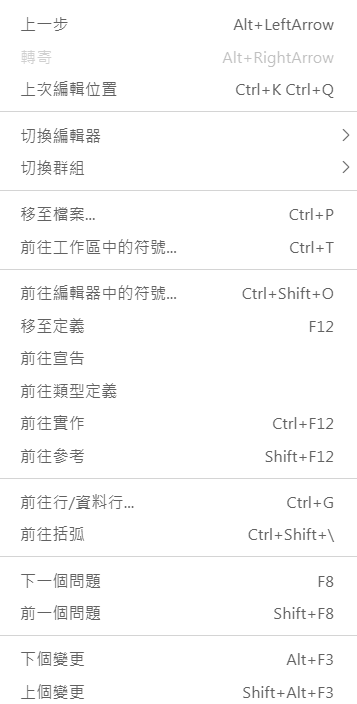 上一步 Alt+LeftArrow
轉寄 Alt+RightArrow
上次編輯位置 Ctrl+K Ctrl+Q
切換編輯器
切換群組
移至檔案... Ctrl+P
前往工作區中的符號... Ctrl+T
前往編輯器中的符號... Ctrl+Shift+O
移至定義 F12
前往宣告
前往類型定義
前往實作 Ctrl+F12
前往參考 Shift+F12
前往行/資料行... Ctrl+G
前往括弧 Ctrl+Shift+\
下一個問題 F8
前一個問題 Shift+F8
下個變更 Alt+F3
上個變更 Shift+Alt+F3